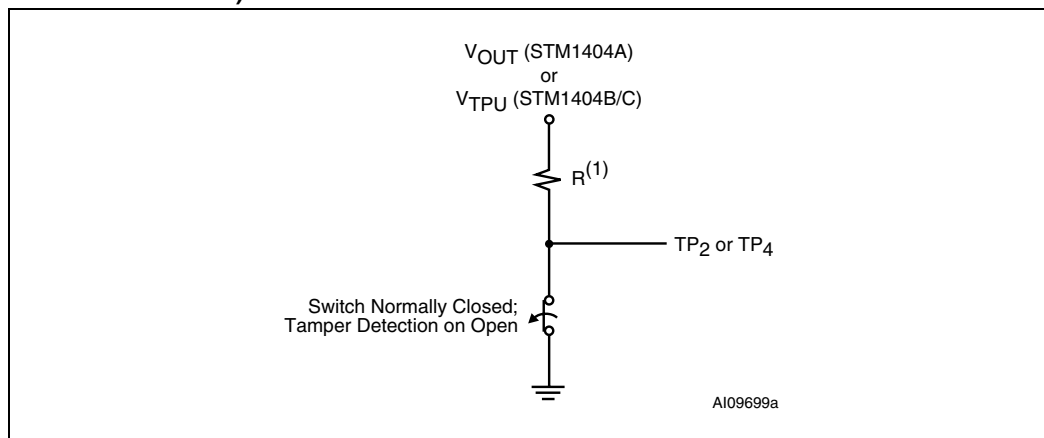 VOUT (STM1404A)
or
VTPU (STM1404B/C)
R(1)
TP2 or TP4
Switch Normally Closed;
Tamper Detection on Open
AI09699a